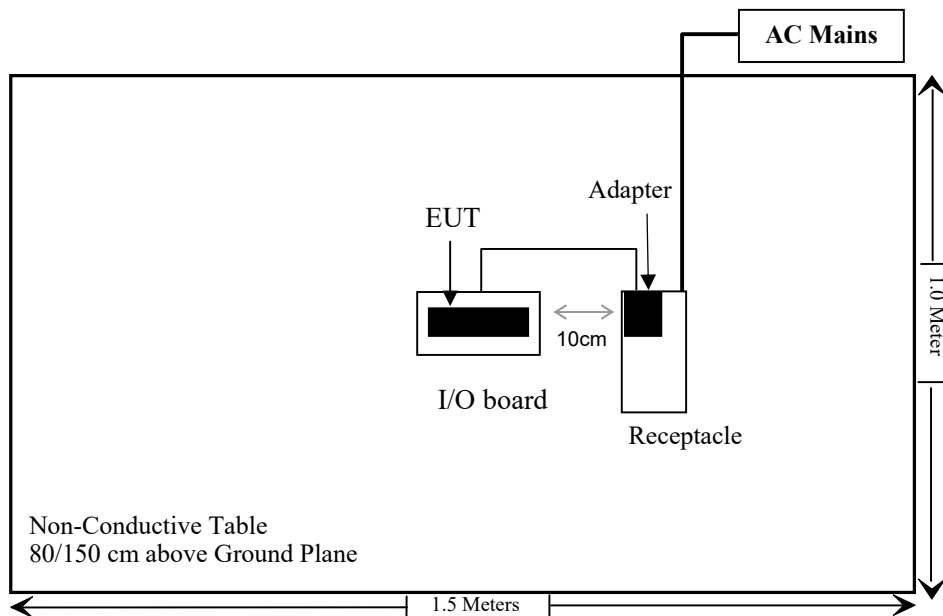 AC Mains
Adapter
EUT
1.0 Meter
10cm
I/O board
Receptacle
Non-Conductive Table
80/150 cm above Ground Plane
1.5 Meters